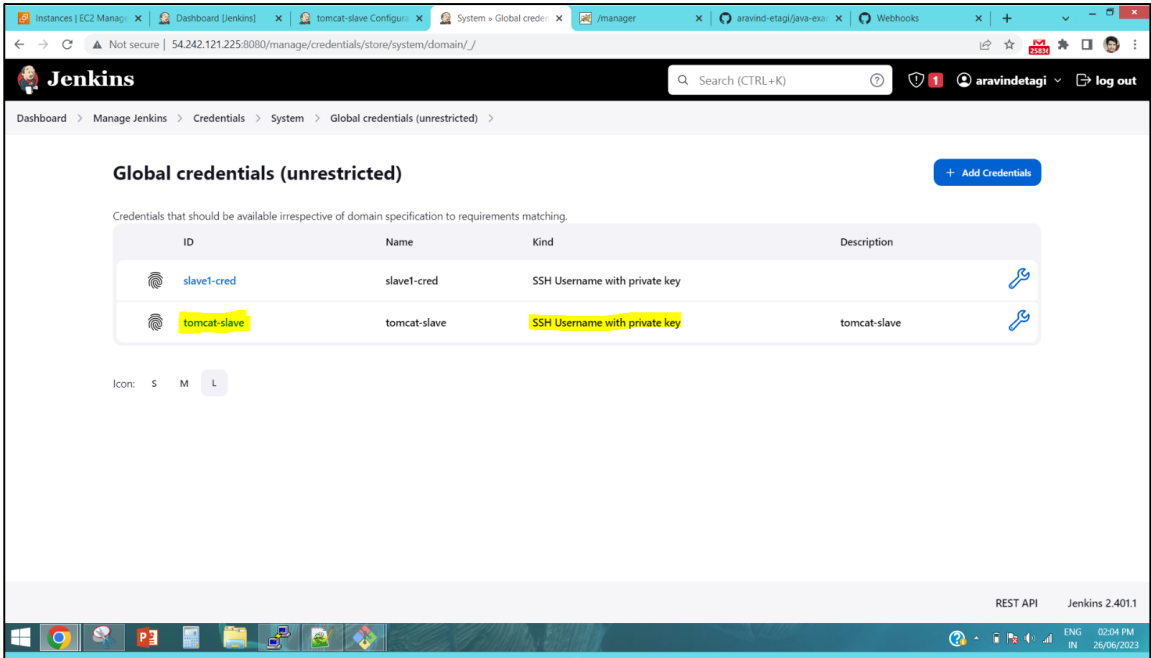 Instances | EC2 Manage
Dashboard [Jenkins]
tomcat-slave Configura
System » Global creden
/manager
aravind-etagi/java-exam
Webhooks
Not secure | 54.242.121.225:8080/manage/credentials/store/system/domain/_/
Jenkins
Search (CTRL+K)
1
aravindetagi
log out
Dashboard > Manage Jenkins > Credentials > System > Global credentials (unrestricted) >
Global credentials (unrestricted)
+ Add Credentials
Credentials that should be available irrespective of domain specification to requirements matching.
ID Name Kind Description
slave1-cred slave1-cred SSH Username with private key
tomcat-slave tomcat-slave SSH Username with private key tomcat-slave
Icon: S M L
REST API Jenkins 2.401.1
ENG 02:04 PM
IN 26/06/2023